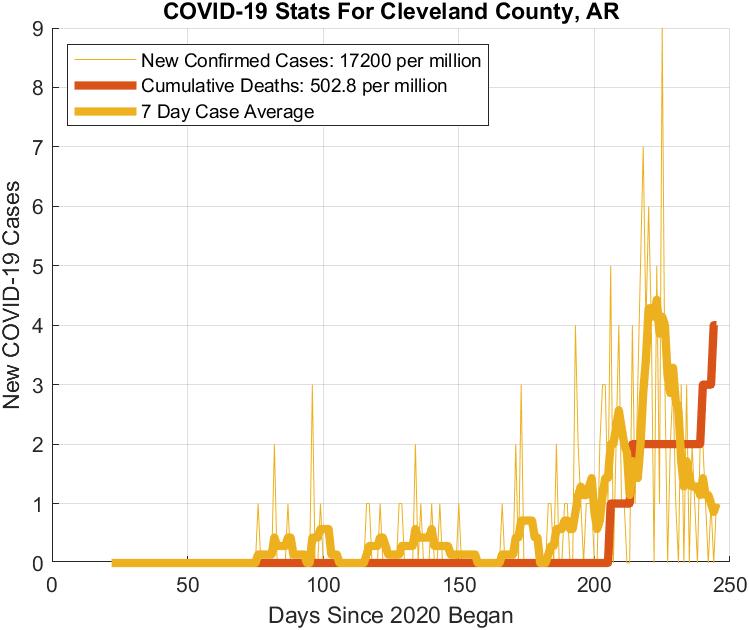 COVID-19 Stats For Cleveland County, AR
New Confirmed Cases: 17200 per million
Cumulative Deaths: 502.8 per million
7 Day Case Average
New COVID-19 Cases
9
8
7
6
5
4
3
2
1
0
0 50 100 150 200 250
Days Since 2020 Began